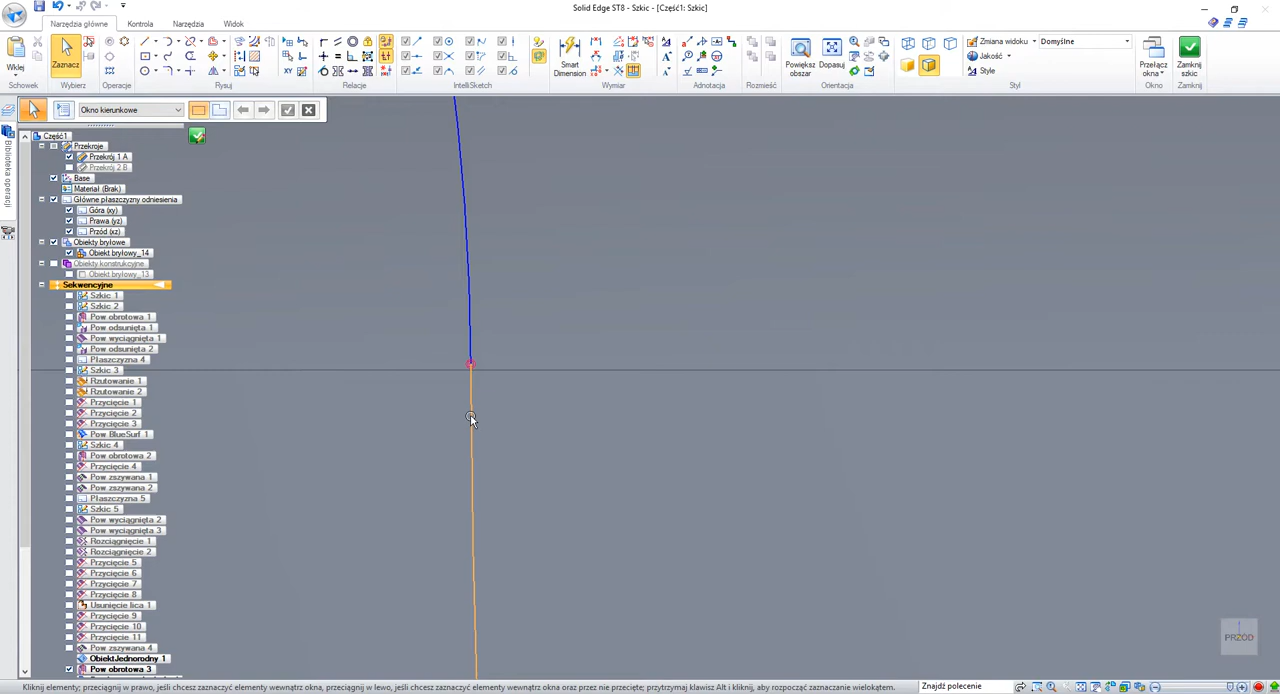 Solid Edge ST8 - Szkic - [Część1: Szkic]
Narzędzia główne Kontrola Narzędzia Widok
Wklej
Zaznacz
Smart Dimension
Powiększ obszar
Dopasuj
Zmiana widoku
Domyślne
Jakość
Style
Przełącz okna
Zamknij szkic
Schowek Wybierz Operacje Rysuj Relacje IntelliSketch Wymiar Adnotacja Rozmieść Orientacja Styl Okno Zamknij
Okno kierunkowe
Biblioteka operacji
Część1
Przekroje
Przekrój 1 A
Przekrój 2 B
Base
Materiał (Brak)
Główne płaszczyzny odniesienia
Góra (xy)
Prawa (yz)
Przód (xz)
Obiekty bryłowe
Obiekt bryłowy_14
Obiekty konstrukcyjne
Obiekt bryłowy_13
Sekwencyjne
Szkic 1
Szkic 2
Pow obrotowa 1
Pow odsunięta 1
Pow wyciągnięta 1
Pow odsunięta 2
Płaszczyzna 4
Szkic 3
Rzutowanie 1
Rzutowanie 2
Przycięcie 1
Przycięcie 2
Przycięcie 3
Pow BlueSurf 1
Szkic 4
Pow obrotowa 2
Przycięcie 4
Pow zszywana 1
Pow zszywana 2
Płaszczyzna 5
Szkic 5
Pow wyciągnięta 2
Pow wyciągnięta 3
Rozciągnięcie 1
Rozciągnięcie 2
Przycięcie 5
Przycięcie 6
Przycięcie 7
Przycięcie 8
Usunięcie lica 1
Przycięcie 9
Przycięcie 10
Przycięcie 11
Pow zszywana 4
ObiektJednorodny 1
Pow obrotowa 3
PRZÓD
Kliknij elementy; przeciągnij w prawo, jeśli chcesz zaznaczyć elementy wewnątrz okna, przeciągnij w lewo, jeśli chcesz zaznaczyć elementy wewnątrz okna oraz przez nie przecięte; przytrzymaj klawisz Alt i kliknij, aby rozpocząć zaznaczanie wielokątem.
Znajdź polecenie